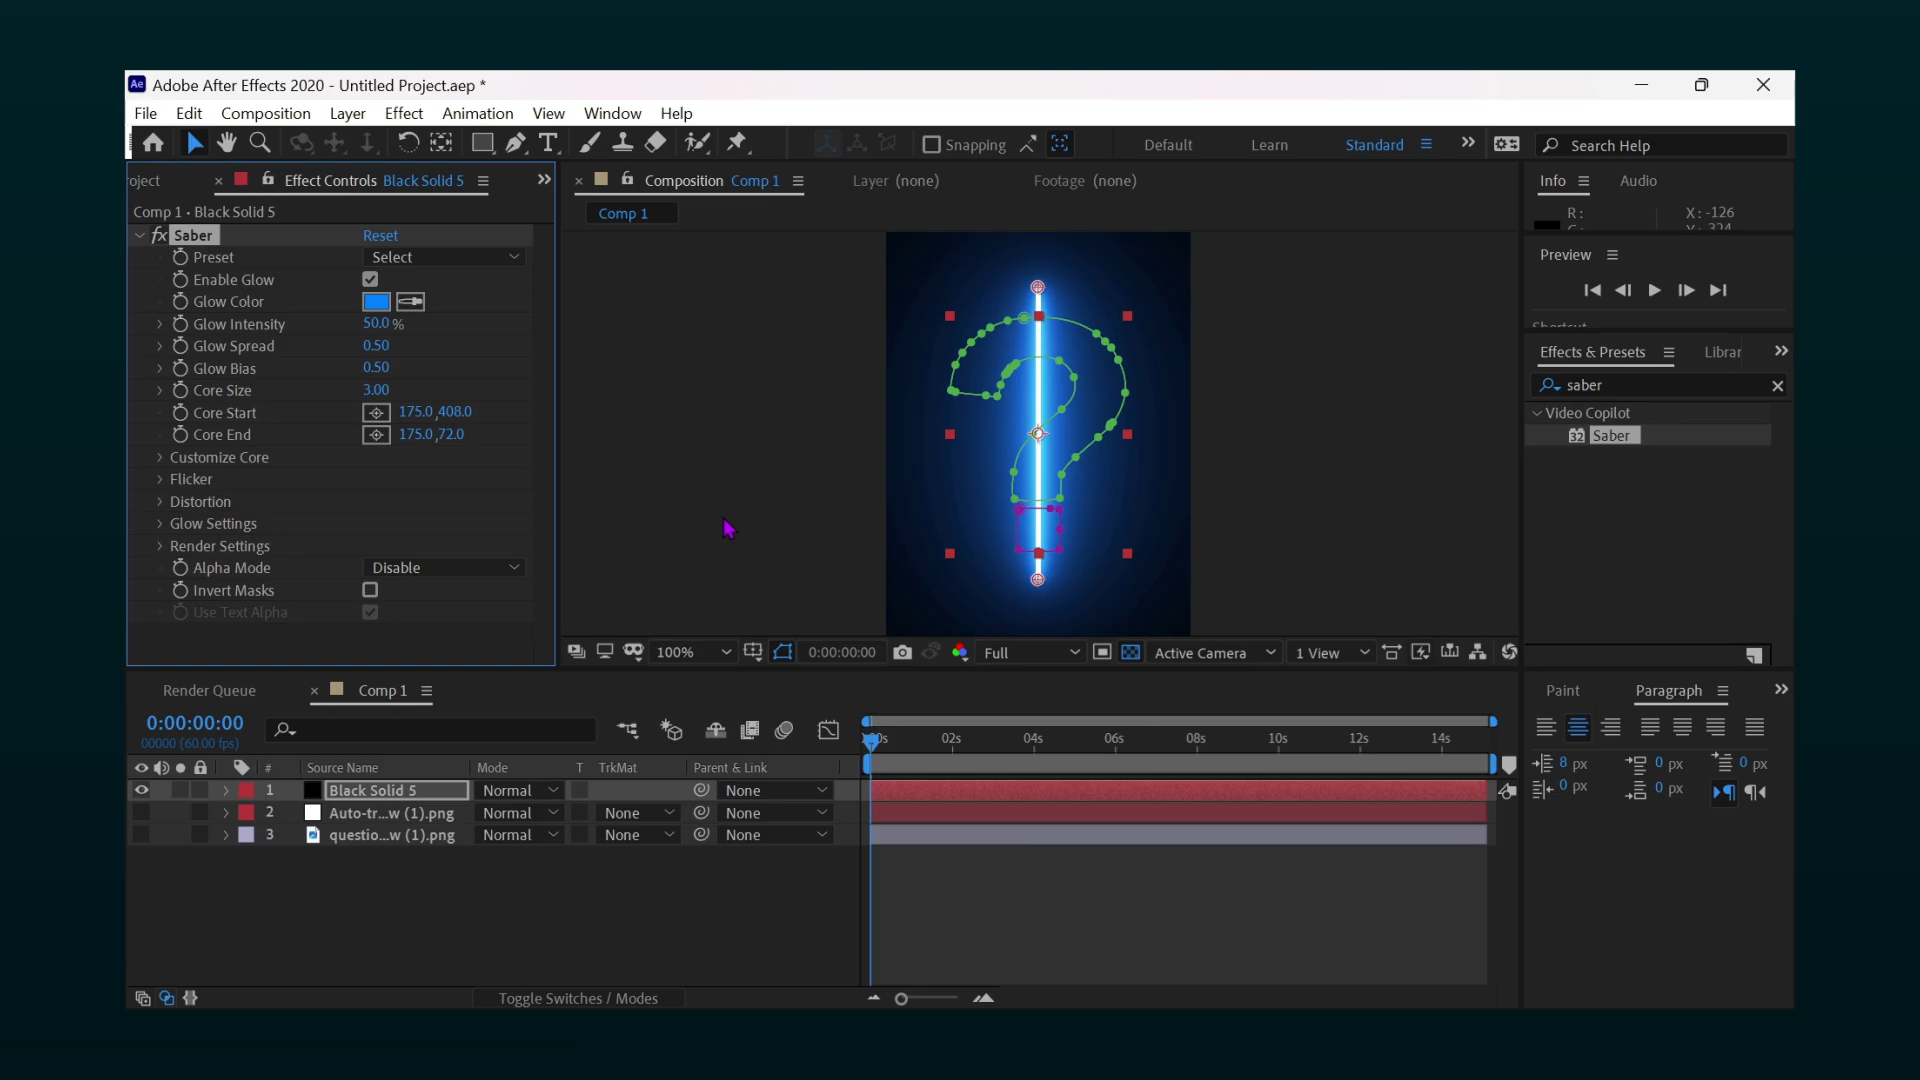 Ae Adobe After Effects 2020 - Untitled Project.aep *
File Edit Composition Layer Effect Animation View Window Help
T Snapping Default Learn Standard Search Help
roject Effect Controls Black Solid 5
Comp 1 • Black Solid 5
fx Saber Reset
Preset Select
Enable Glow
Glow Color
Glow Intensity 50.0 %
Glow Spread 0.50
Glow Bias 0.50
Core Size 3.00
Core Start 175.0,408.0
Core End 175.0,72.0
Customize Core
Flicker
Distortion
Glow Settings
Render Settings
Alpha Mode Disable
Invert Masks
Use Text Alpha
Composition Comp 1 Layer (none) Footage (none)
Comp 1
100% 0:00:00:00 Full Active Camera 1 View
Info Audio
R: X: -126
Y: 324
Preview
Shortcut
Effects & Presets Librar
saber
Video Copilot
32 Saber
Render Queue Comp 1
0:00:00:00
00000 (60.00 fps)
02s 04s 06s 08s 10s 12s 14s
# Source Name Mode T TrkMat Parent & Link
1 Black Solid 5 Normal None
2 Auto-tr...w (1).png Normal None None
3 questio...w (1).png Normal None None
Toggle Switches / Modes
Paint Paragraph
8 px 0 px 0 px
0 px 0 px